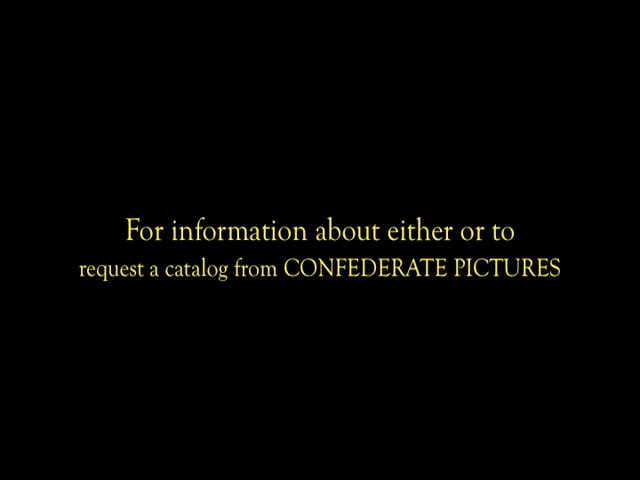 For information about either or to
request a catalog from CONFEDERATE PICTURES